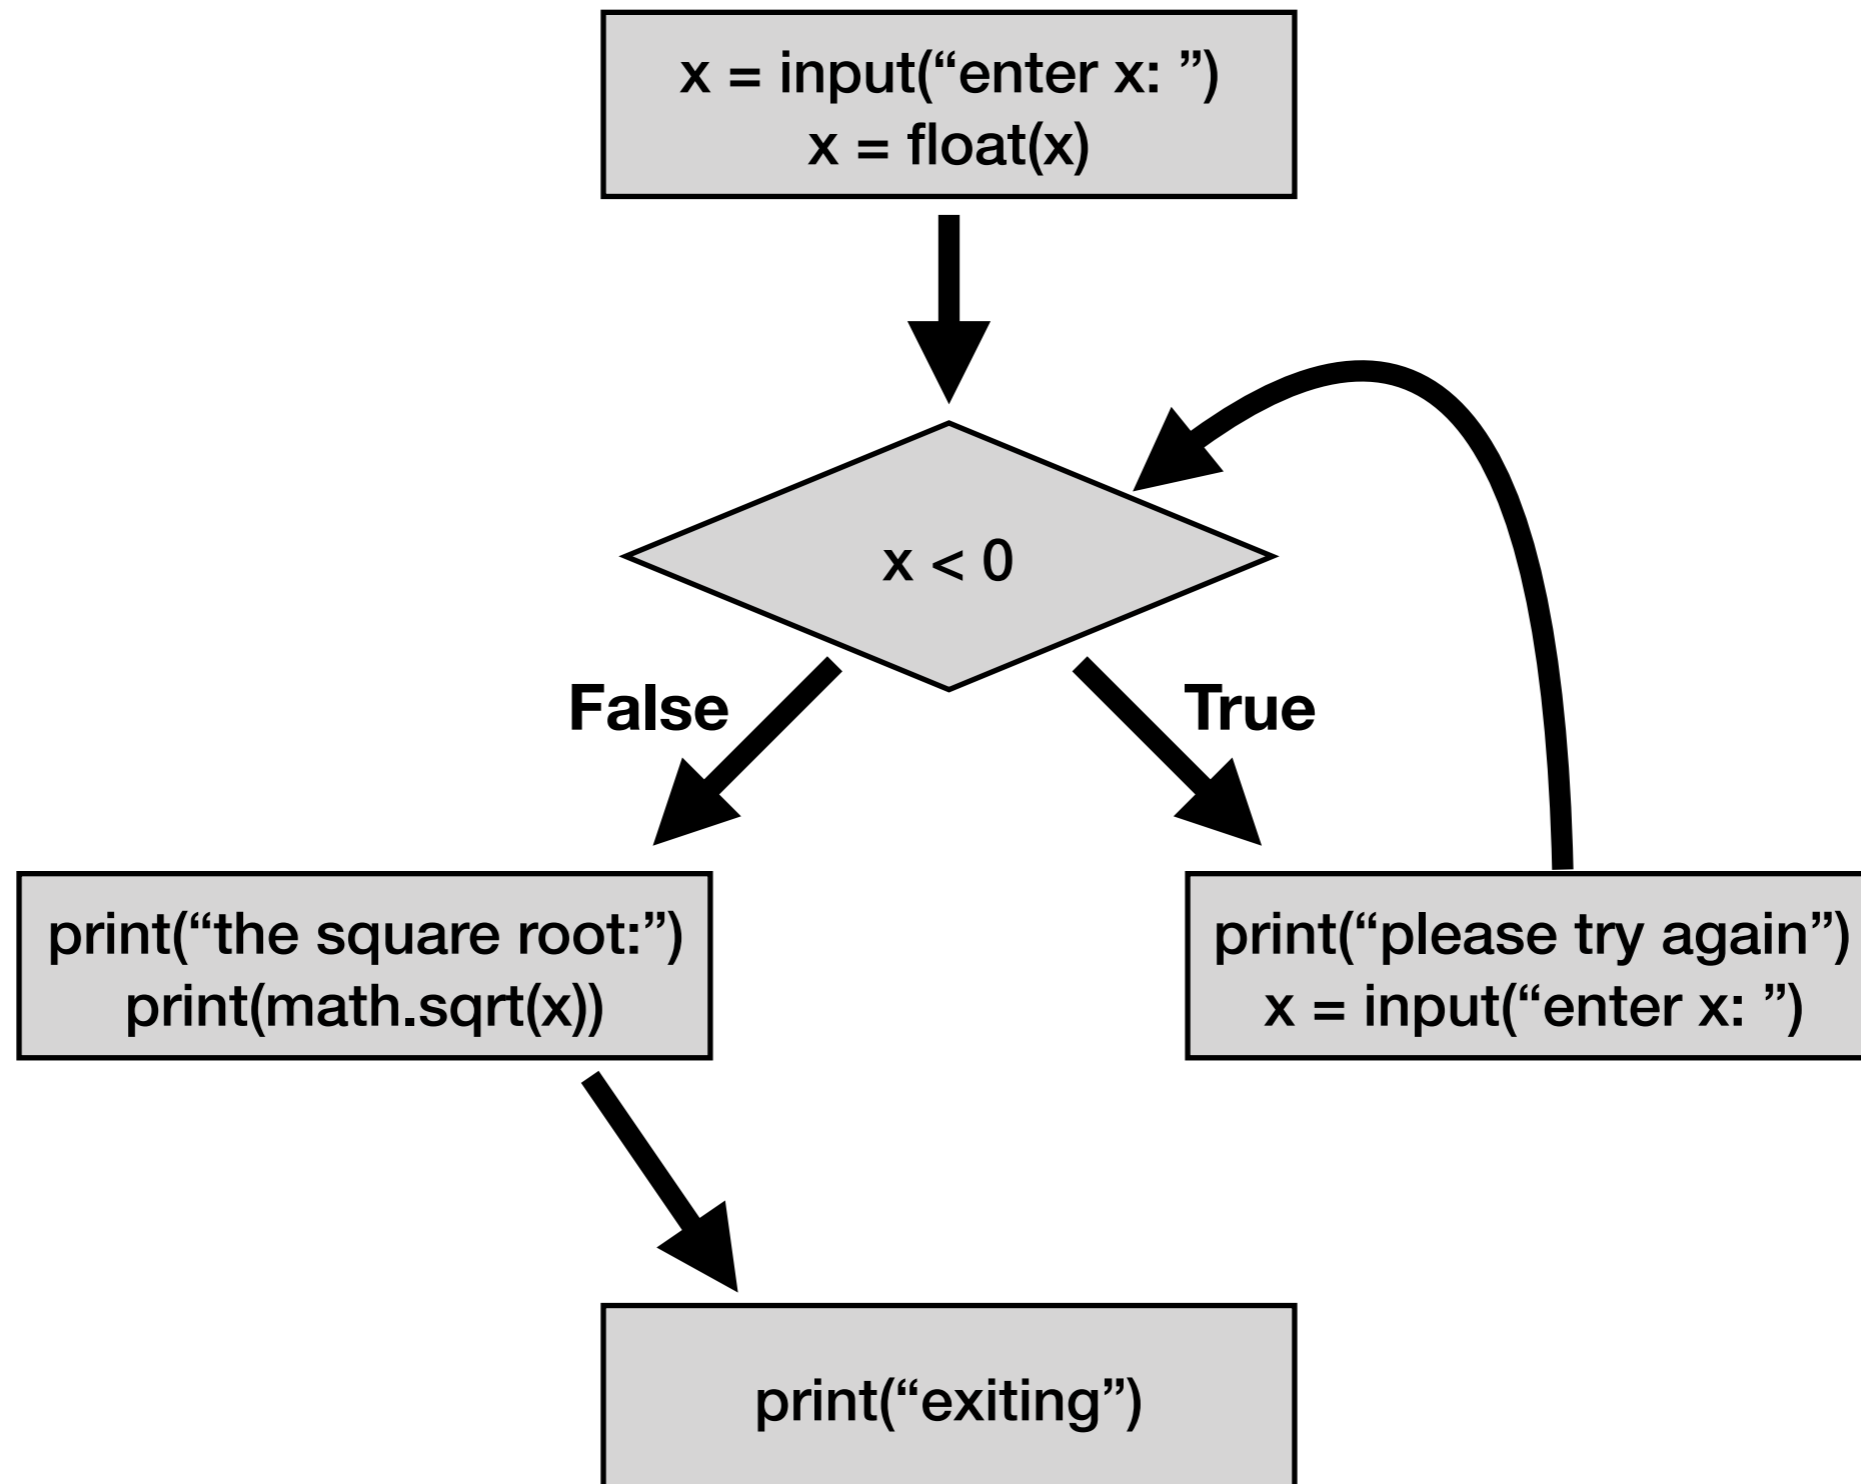 x = input(“enter x: ”)
x = float(x)
x < 0
False
True
print(“the square root:”)
print(math.sqrt(x))
print(“please try again”)
x = input(“enter x: ”)
print(“exiting”)